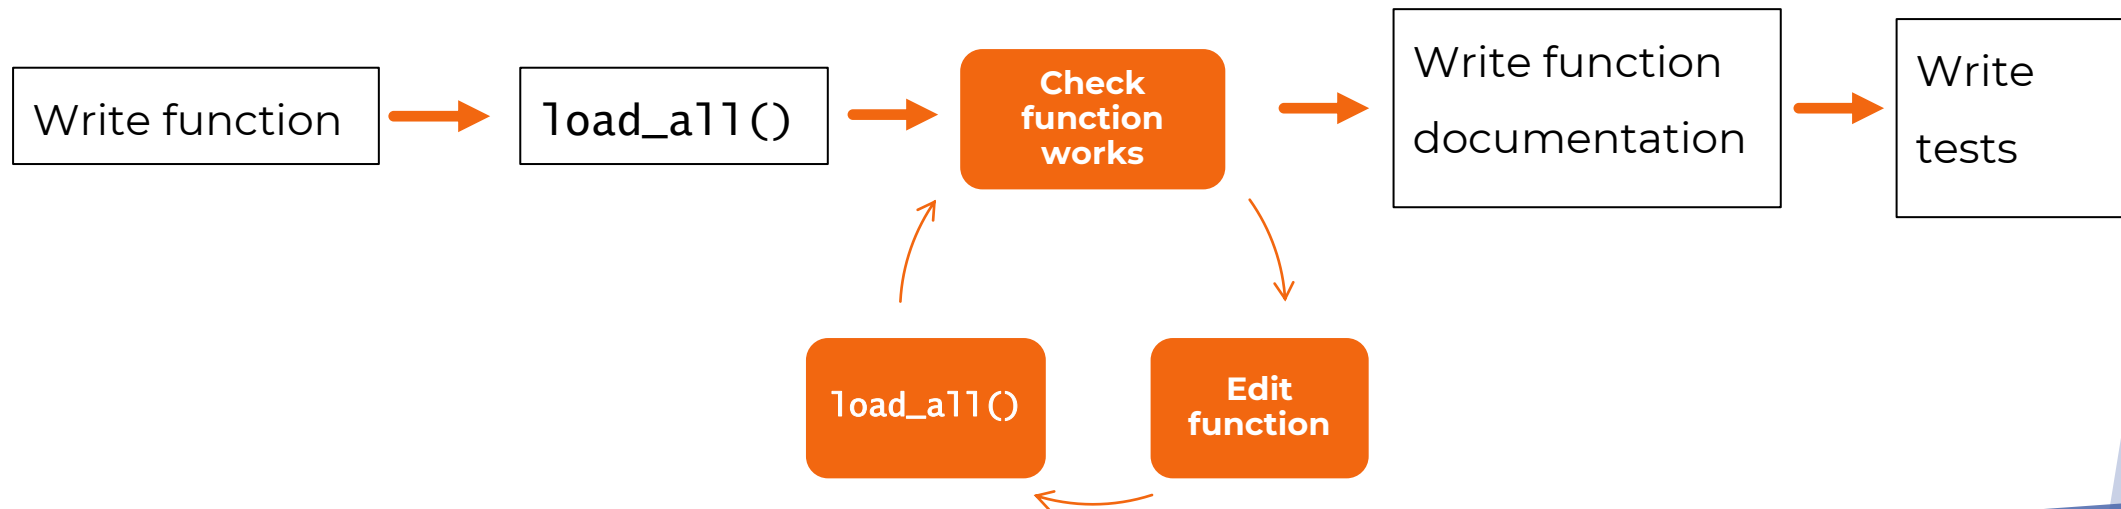 Write function
load_all()
Check
function
works
Write function
documentation
Write
tests
load_all()
Edit
function